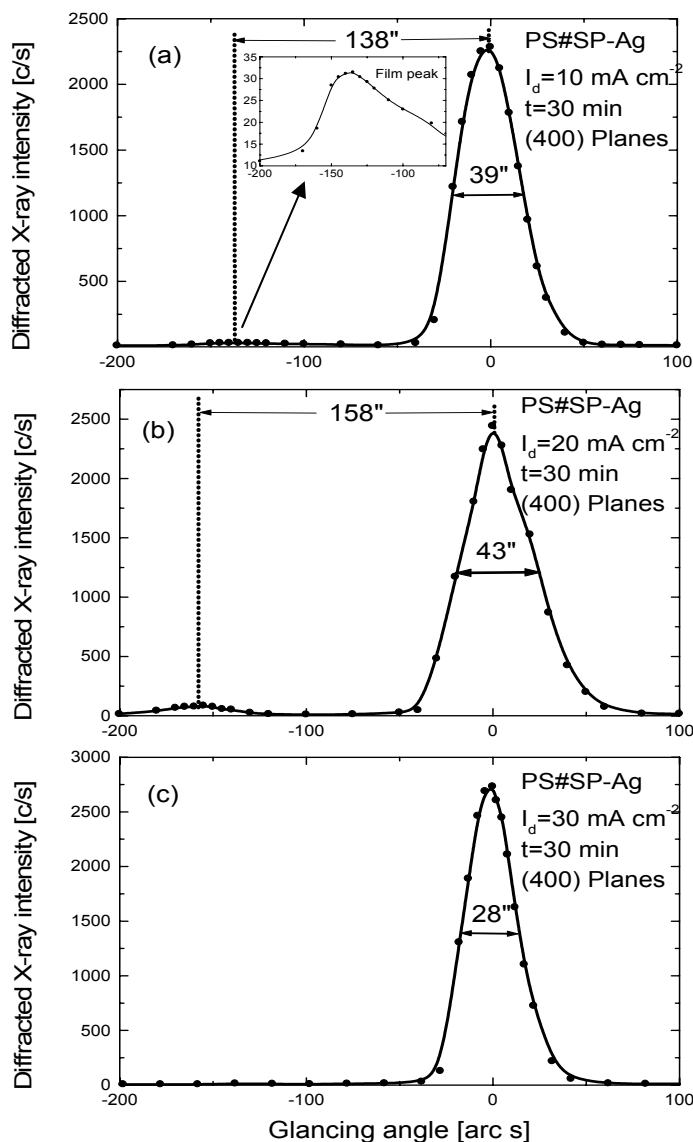 Diffracted X-ray intensity [c/s]
2500
2000
1500
1000
500
(a)
138"
PS#SP-Ag
I_d=10 mA cm^-2
t=30 min
(400) Planes
39"
Film peak
35
30
25
20
15
10
-200 -150 -100
-200 -100 0 100
Diffracted X-ray intensity [c/s]
2500
2000
1500
1000
500
0
(b)
158"
PS#SP-Ag
I_d=20 mA cm^-2
t=30 min
(400) Planes
43"
-200 -100 0 100
Diffracted X-ray intensity [c/s]
3000
2500
2000
1500
1000
500
0
(c)
PS#SP-Ag
I_d=30 mA cm^-2
t=30 min
(400) Planes
28"
-200 -100 0 100
Glancing angle [arc s]